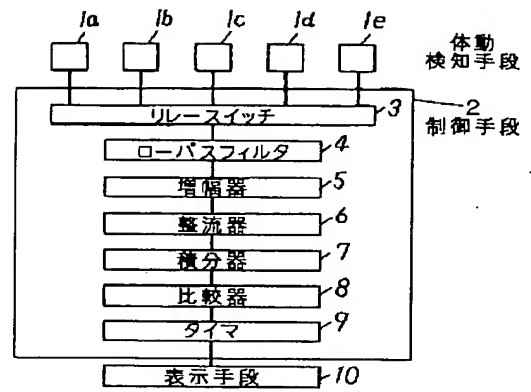 1a 1b 1c 1d 1e
体動
検知手段
リレースイッチ 3
2
制御手段
ローパスフィルタ 4
増幅器 5
整流器 6
積分器 7
比較器 8
タイマ 9
表示手段 10